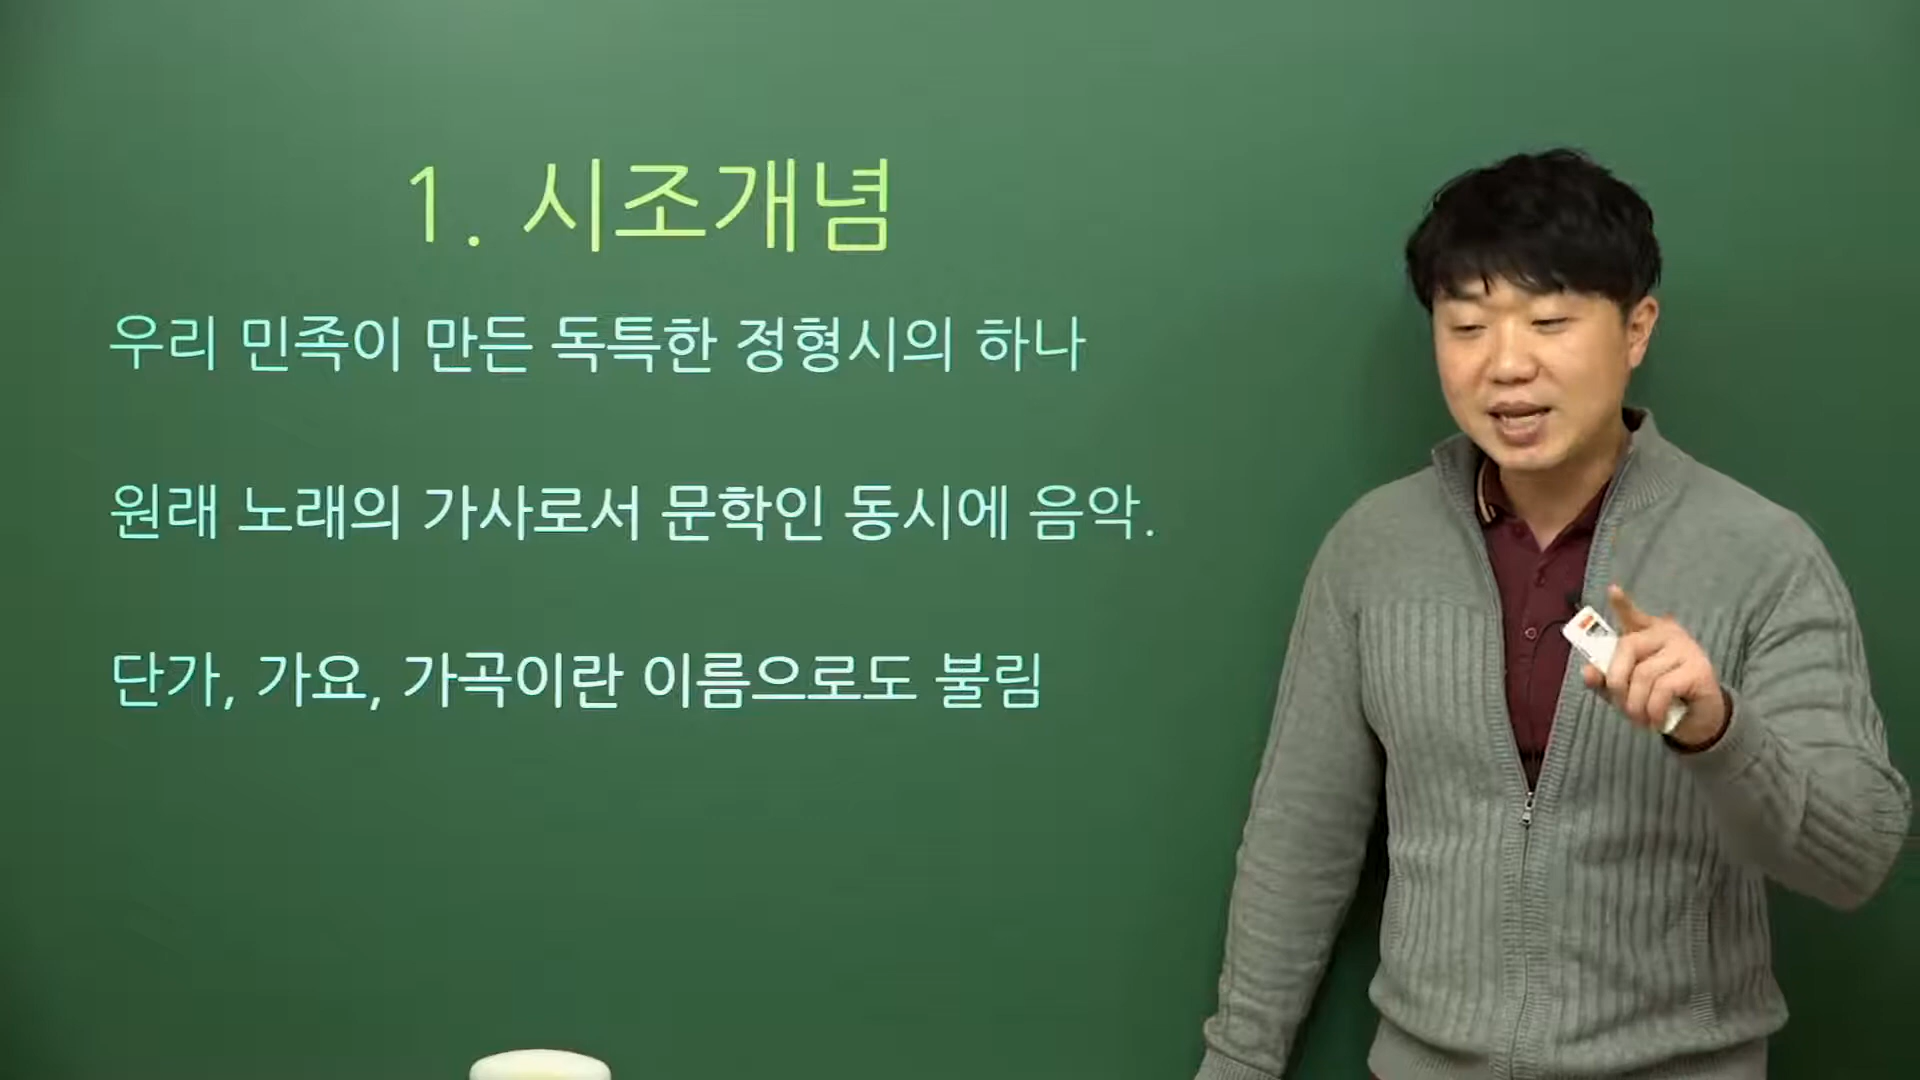 1. 시조개념
우리 민족이 만든 독특한 정형시의 하나
원래 노래의 가사로서 문학인 동시에 음악.
단가, 가요, 가곡이란 이름으로도 불림